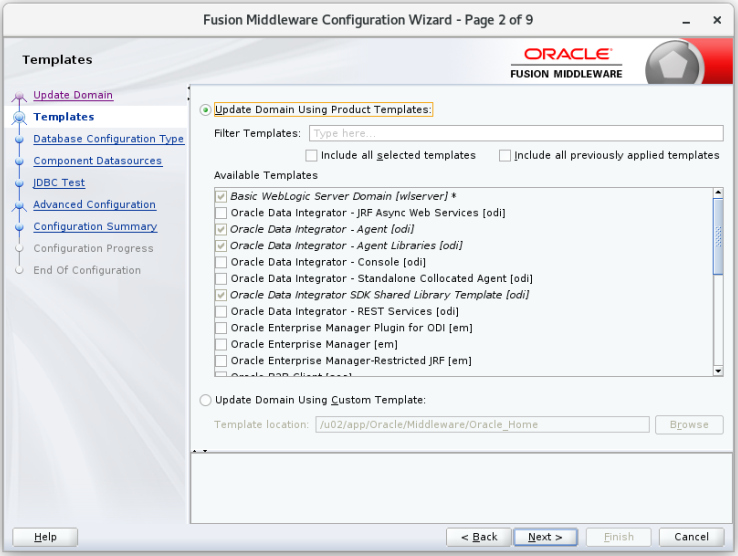 Fusion Middleware Configuration Wizard - Page 2 of 9
Templates
ORACLE
FUSION MIDDLEWARE
Update Domain
Templates
Database Configuration Type
Component Datasources
JDBC Test
Advanced Configuration
Configuration Summary
Configuration Progress
End Of Configuration
Update Domain Using Product Templates:
Filter Templates: Type here...
Include all selected templates Include all previously applied templates
Available Templates
Basic WebLogic Server Domain [wlserver] *
Oracle Data Integrator - JRF Async Web Services [odi]
Oracle Data Integrator - Agent [odi]
Oracle Data Integrator - Agent Libraries [odi]
Oracle Data Integrator - Console [odi]
Oracle Data Integrator - Standalone Collocated Agent [odi]
Oracle Data Integrator SDK Shared Library Template [odi]
Oracle Data Integrator - REST Services [odi]
Oracle Enterprise Manager Plugin for ODI [em]
Oracle Enterprise Manager [em]
Oracle Enterprise Manager-Restricted JRF [em]
Oracle B2B Client [soa]
Update Domain Using Custom Template:
Template location: /u02/app/Oracle/Middleware/Oracle_Home Browse
Help < Back Next > Finish Cancel